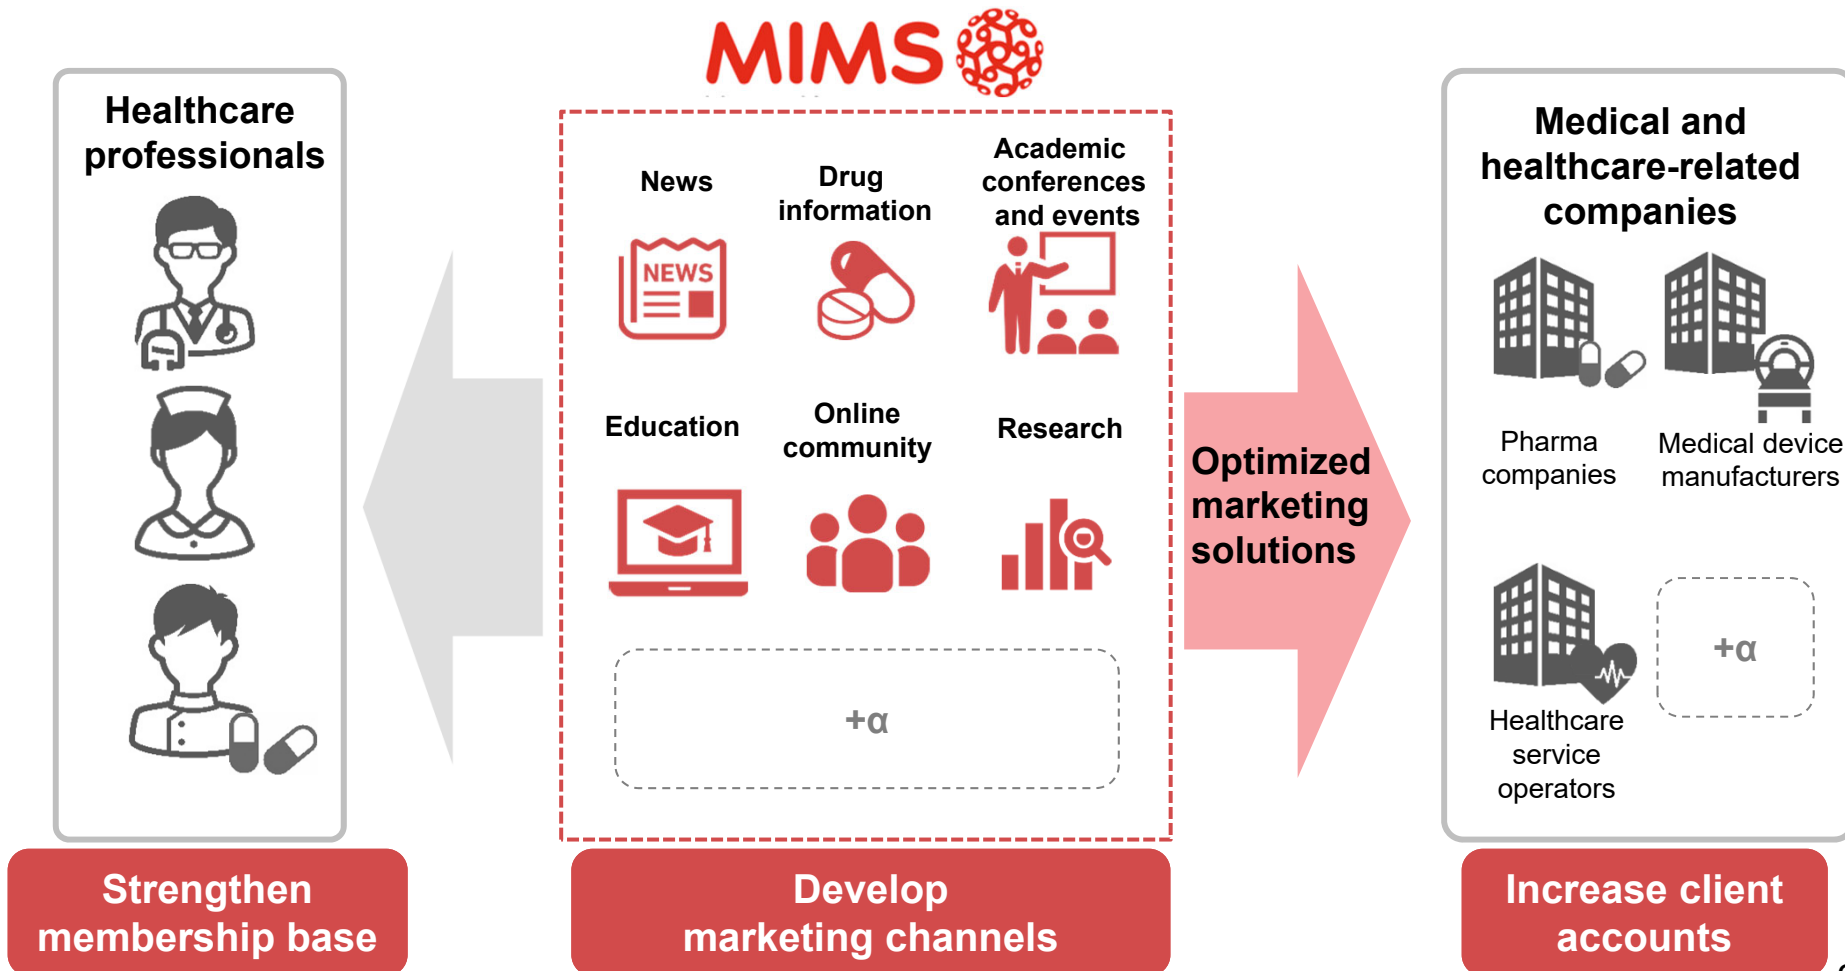 MIMS
Healthcare
professionals
News
Drug
information
Academic
conferences
and events
NEWS
Education
Online
community
Research
+α
Optimized
marketing
solutions
Medical and
healthcare-related
companies
Pharma
companies
Medical device
manufacturers
Healthcare
service
operators
+α
Strengthen
membership base
Develop
marketing channels
Increase client
accounts